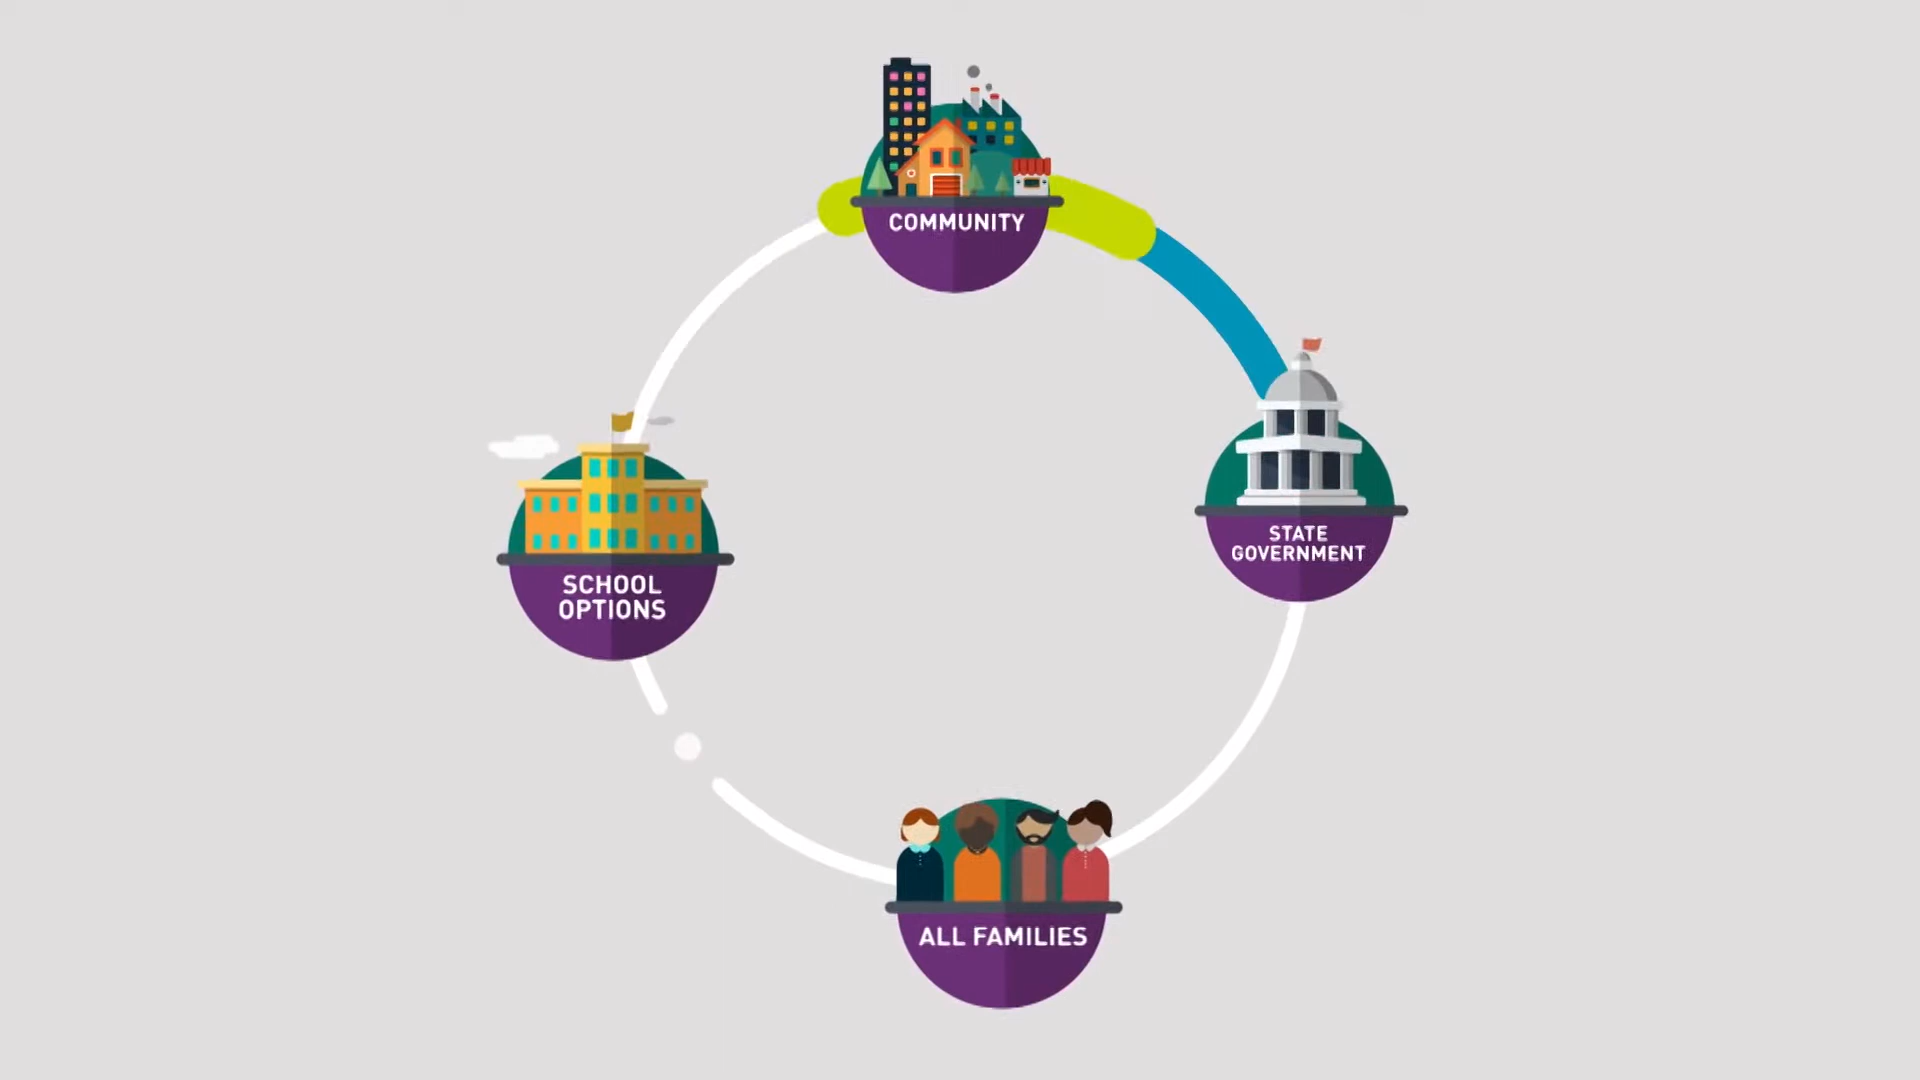 COMMUNITY
STATE
GOVERNMENT
SCHOOL
OPTIONS
ALL FAMILIES